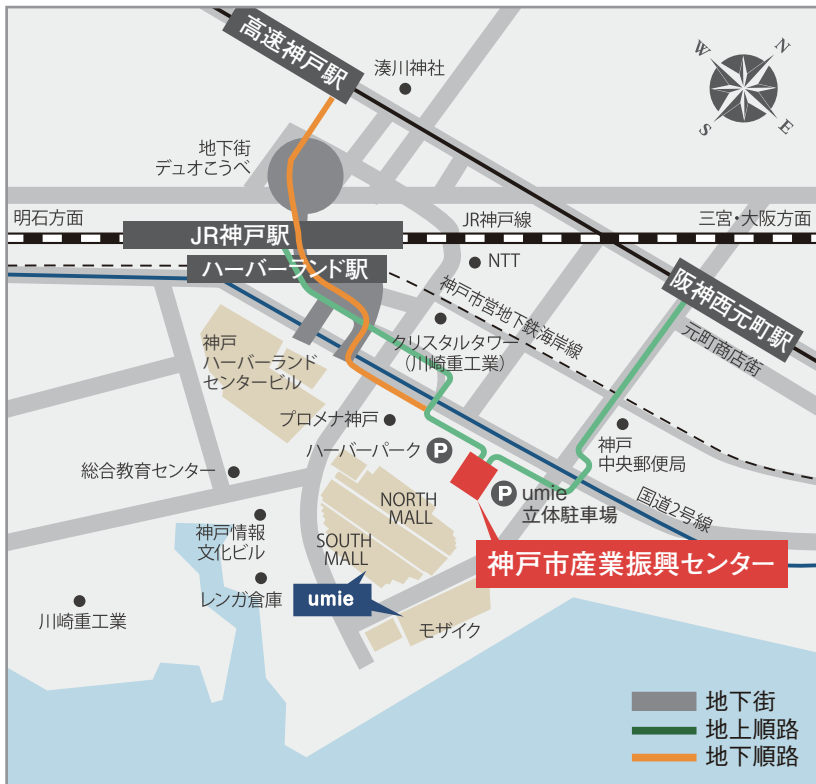 高速神戸駅
湊川神社
W
N
S
E
地下街
デュオこうべ
明石方面
JR神戸駅
JR神戸線
三宮・大阪方面
ハーバーランド駅
NTT
神戸市営地下鉄海岸線
阪神西元町駅
元町商店街
神戸
ハーバーランド
センタービル
クリスタルタワー
(川崎重工業)
プロメナ神戸
ハーバーパーク
P
神戸
中央郵便局
総合教育センター
P
umie
立体駐車場
国道2号線
NORTH
MALL
神戸情報
文化ビル
SOUTH
MALL
神戸市産業振興センター
レンガ倉庫
umie
川崎重工業
モザイク
地下街
地上順路
地下順路